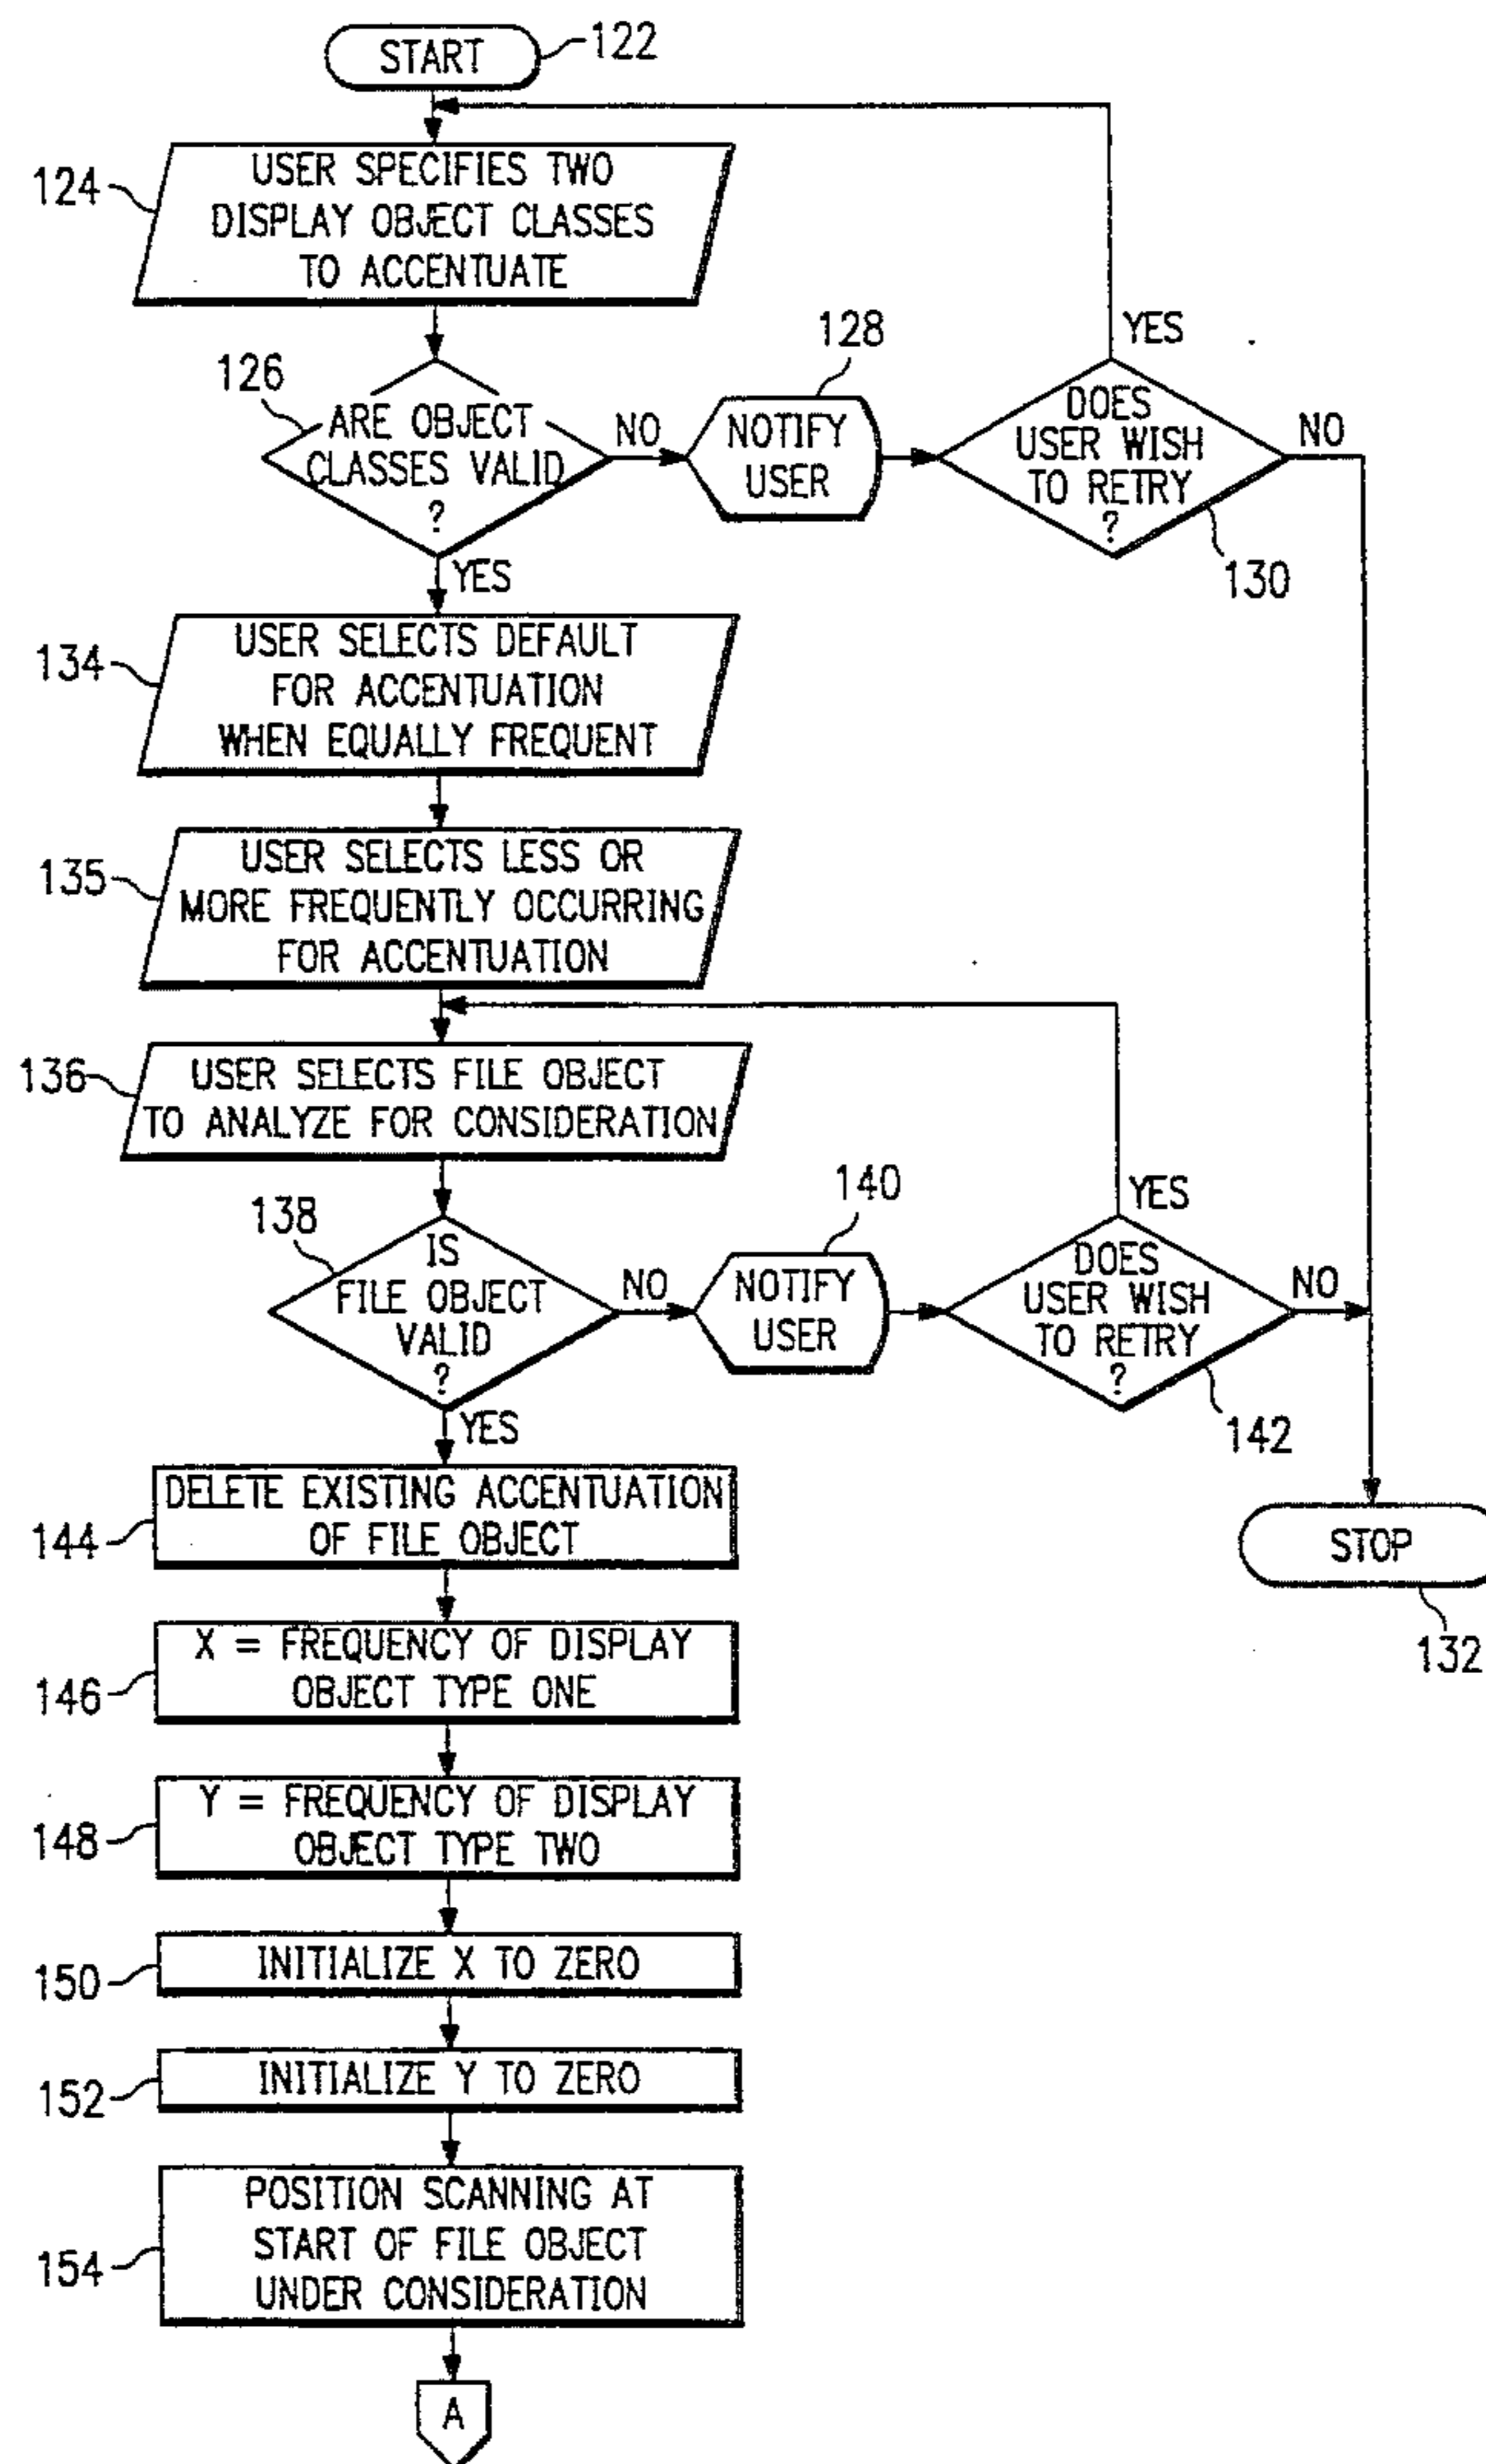 START
122
124
USER SPECIFIES TWO
DISPLAY OBJECT CLASSES
TO ACCENTUATE
126
ARE OBJECT
CLASSES VALID
?
NO
YES
128
NOTIFY
USER
DOES
USER WISH
TO RETRY
?
YES
NO
130
134
USER SELECTS DEFAULT
FOR ACCENTUATION
WHEN EQUALLY FREQUENT
135
USER SELECTS LESS OR
MORE FREQUENTLY OCCURRING
FOR ACCENTUATION
136
USER SELECTS FILE OBJECT
TO ANALYZE FOR CONSIDERATION
138
IS
FILE OBJECT
VALID
?
NO
YES
140
NOTIFY
USER
DOES
USER WISH
TO RETRY
?
YES
NO
142
144
DELETE EXISTING ACCENTUATION
OF FILE OBJECT
STOP
132
146
X = FREQUENCY OF DISPLAY
OBJECT TYPE ONE
148
Y = FREQUENCY OF DISPLAY
OBJECT TYPE TWO
150
INITIALIZE X TO ZERO
152
INITIALIZE Y TO ZERO
154
POSITION SCANNING AT
START OF FILE OBJECT
UNDER CONSIDERATION
A